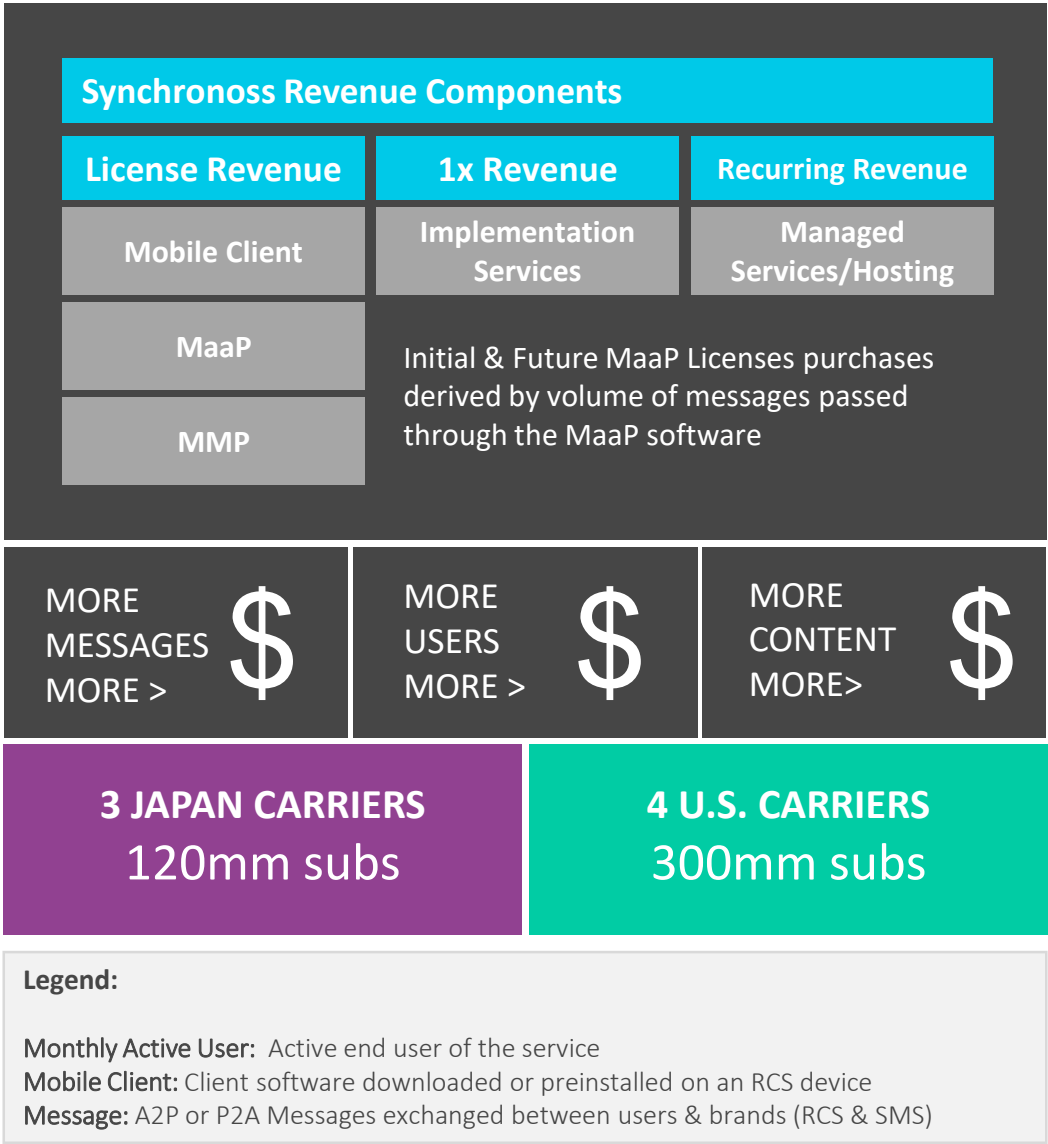 Synchronoss Revenue Components
License Revenue
1x Revenue
Recurring Revenue
Mobile Client
Implementation
Services
Managed
Services/Hosting
MaaP
MMP
Initial & Future MaaP Licenses purchases
derived by volume of messages passed
through the MaaP software
MORE
MESSAGES
MORE >
$
MORE
USERS
MORE >
$
MORE
CONTENT
MORE>
$
3 JAPAN CARRIERS
120mm subs
4 U.S. CARRIERS
300mm subs
Legend:
Monthly Active User: Active end user of the service
Mobile Client: Client software downloaded or preinstalled on an RCS device
Message: A2P or P2A Messages exchanged between users & brands (RCS & SMS)